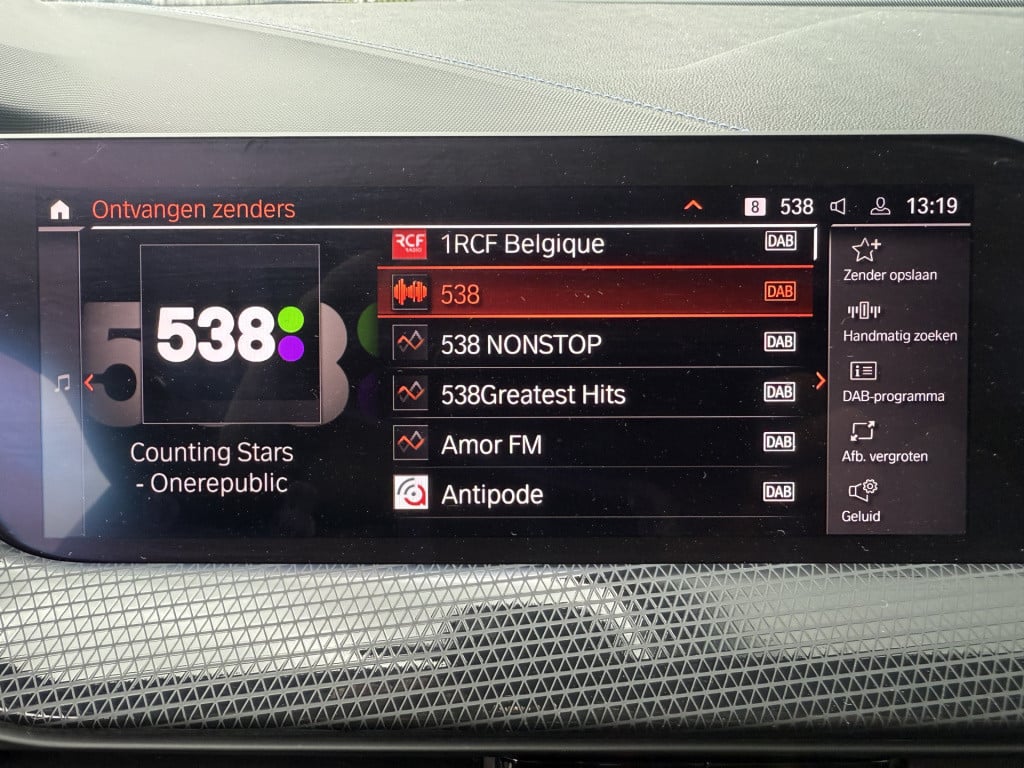 Ontvangen zenders
8 538 13:19
RCF RADIO 1RCF Belgique DAB
538 DAB
538 NONSTOP DAB
538Greatest Hits DAB
Amor FM DAB
Antipode DAB
538
Counting Stars
- Onerepublic
Zender opslaan
Handmatig zoeken
DAB-programma
Afb. vergroten
Geluid